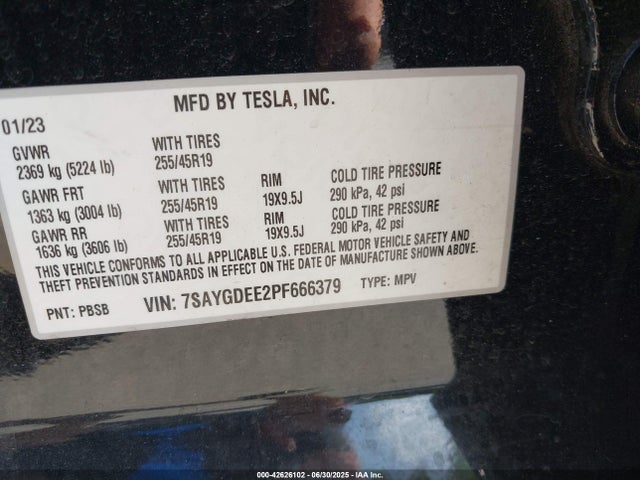 MFD BY TESLA, INC.
01/23
GVWR
2369 kg (5224 lb)
WITH TIRES
255/45R19
GAWR FRT
1363 kg (3004 lb)
WITH TIRES
255/45R19
RIM
19X9.5J
COLD TIRE PRESSURE
290 kPa, 42 psi
GAWR RR
1636 kg (3606 lb)
WITH TIRES
255/45R19
RIM
19X9.5J
COLD TIRE PRESSURE
290 kPa, 42 psi
THIS VEHICLE CONFORMS TO ALL APPLICABLE U.S. FEDERAL MOTOR VEHICLE SAFETY AND
THEFT PREVENTION STANDARDS IN EFFECT ON THE DATE OF MANUFACTURE SHOWN ABOVE.
PNT: PBSB VIN: 7SAYGDEE2PF666379 TYPE: MPV
000-42626102 - 06/30/2025 - IAA Inc.